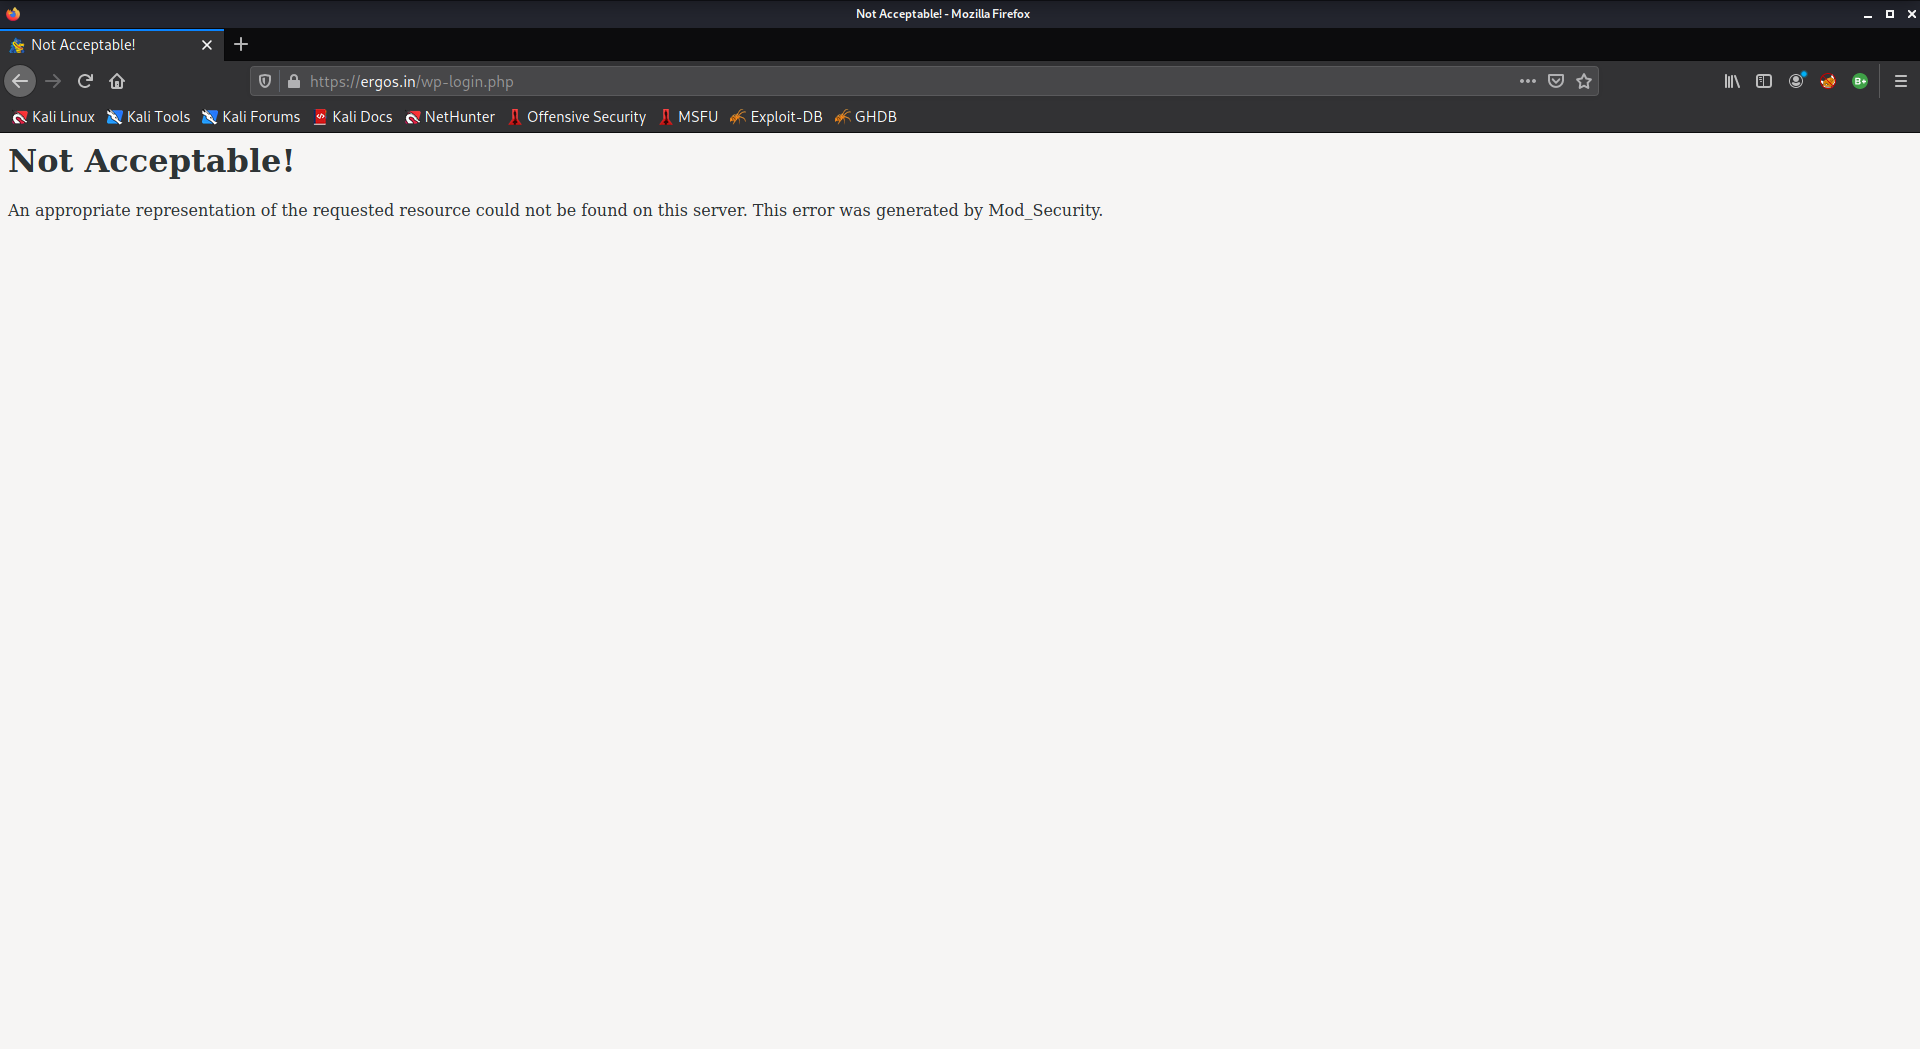 Not Acceptable! - Mozilla Firefox
Not Acceptable!
https://ergos.in/wp-login.php
B+
Kali Linux Kali Tools Kali Forums Kali Docs NetHunter Offensive Security MSFU Exploit-DB GHDB
Not Acceptable!
An appropriate representation of the requested resource could not be found on this server. This error was generated by Mod_Security.